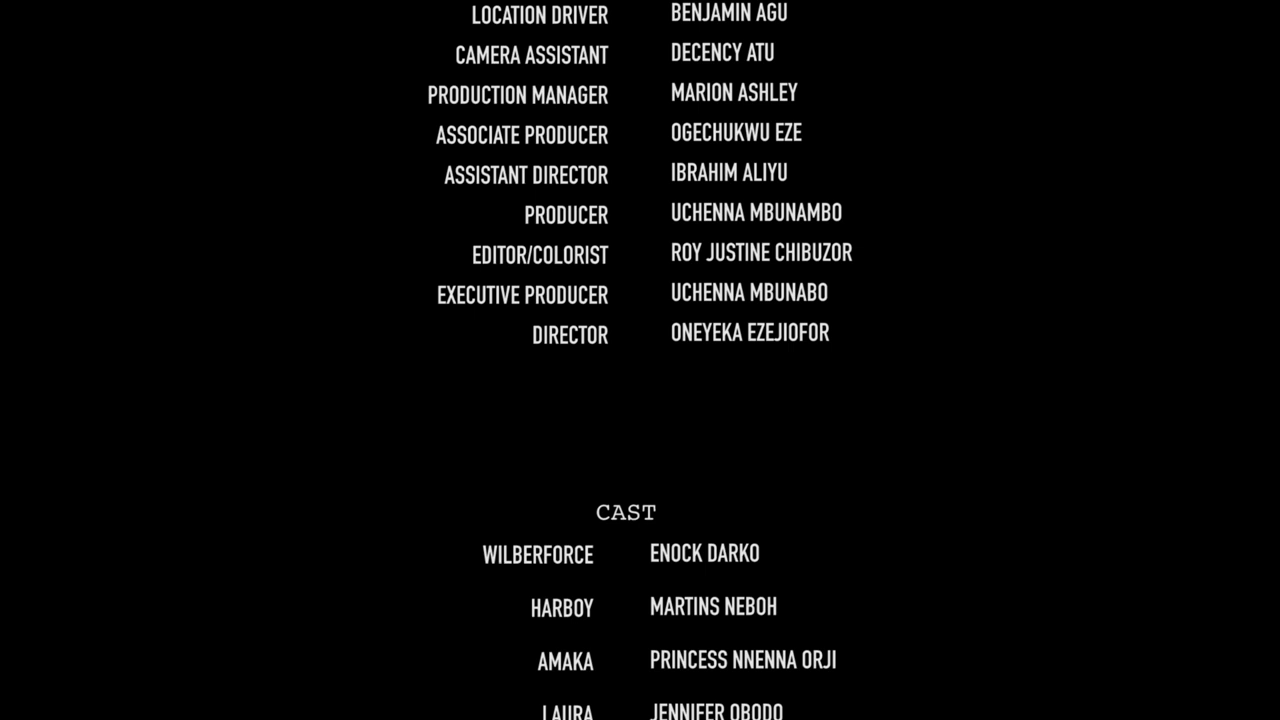 LOCATION DRIVER BENJAMIN AGU
CAMERA ASSISTANT DECENCY ATU
PRODUCTION MANAGER MARION ASHLEY
ASSOCIATE PRODUCER OGECHUKWU EZE
ASSISTANT DIRECTOR IBRAHIM ALIYU
PRODUCER UCHENNA MBUNAMBO
EDITOR/COLORIST ROY JUSTINE CHIBUZOR
EXECUTIVE PRODUCER UCHENNA MBUNABO
DIRECTOR ONEYEKA EZEJIOFOR
CAST
WILBERFORCE ENOCK DARKO
HARBOY MARTINS NEBOH
AMAKA PRINCESS NNENNA ORJI
LAURA JENNIFER OBODO